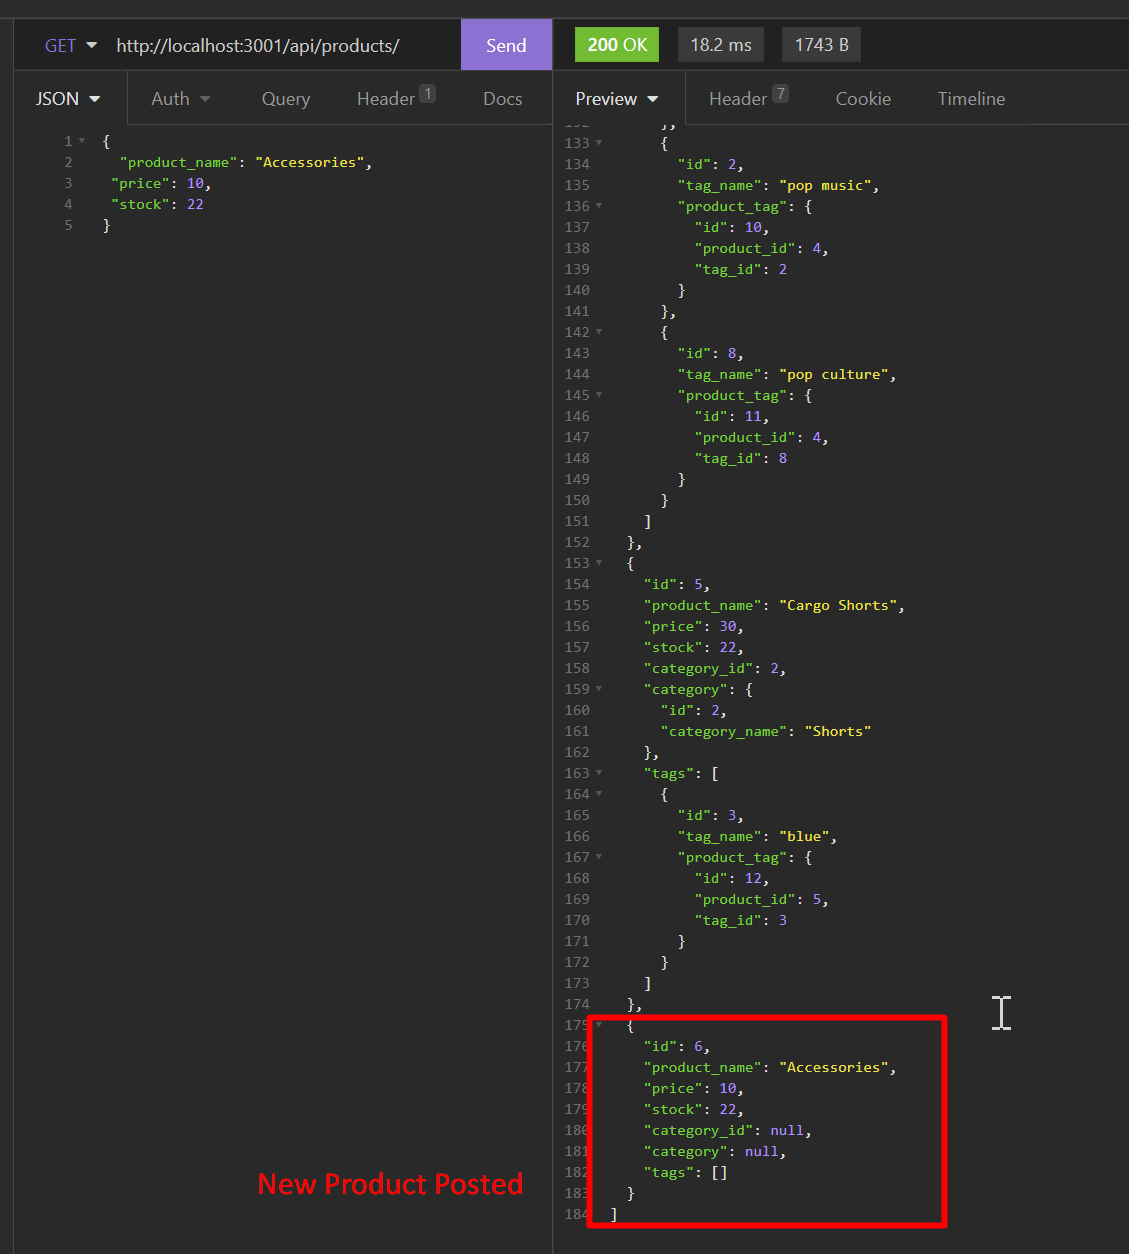 GET http://localhost:3001/api/products/ Send 200 OK 18.2 ms 1743 B
JSON Auth Query Header 1 Docs Preview Header 7 Cookie Timeline
1 {
2 "product_name": "Accessories",
3 "price": 10,
4 "stock": 22
5 }
132 },
133 {
134 "id": 2,
135 "tag_name": "pop music",
136 "product_tag": {
137 "id": 10,
138 "product_id": 4,
139 "tag_id": 2
140 }
141 },
142 {
143 "id": 8,
144 "tag_name": "pop culture",
145 "product_tag": {
146 "id": 11,
147 "product_id": 4,
148 "tag_id": 8
149 }
150 }
151 ]
152 },
153 {
154 "id": 5,
155 "product_name": "Cargo Shorts",
156 "price": 30,
157 "stock": 22,
158 "category_id": 2,
159 "category": {
160 "id": 2,
161 "category_name": "Shorts"
162 },
163 "tags": [
164 {
165 "id": 3,
166 "tag_name": "blue",
167 "product_tag": {
168 "id": 12,
169 "product_id": 5,
170 "tag_id": 3
171 }
172 }
173 ]
174 },
175 {
176 "id": 6,
177 "product_name": "Accessories",
178 "price": 10,
179 "stock": 22,
180 "category_id": null,
181 "category": null,
182 "tags": []
183 }
184 ]
New Product Posted